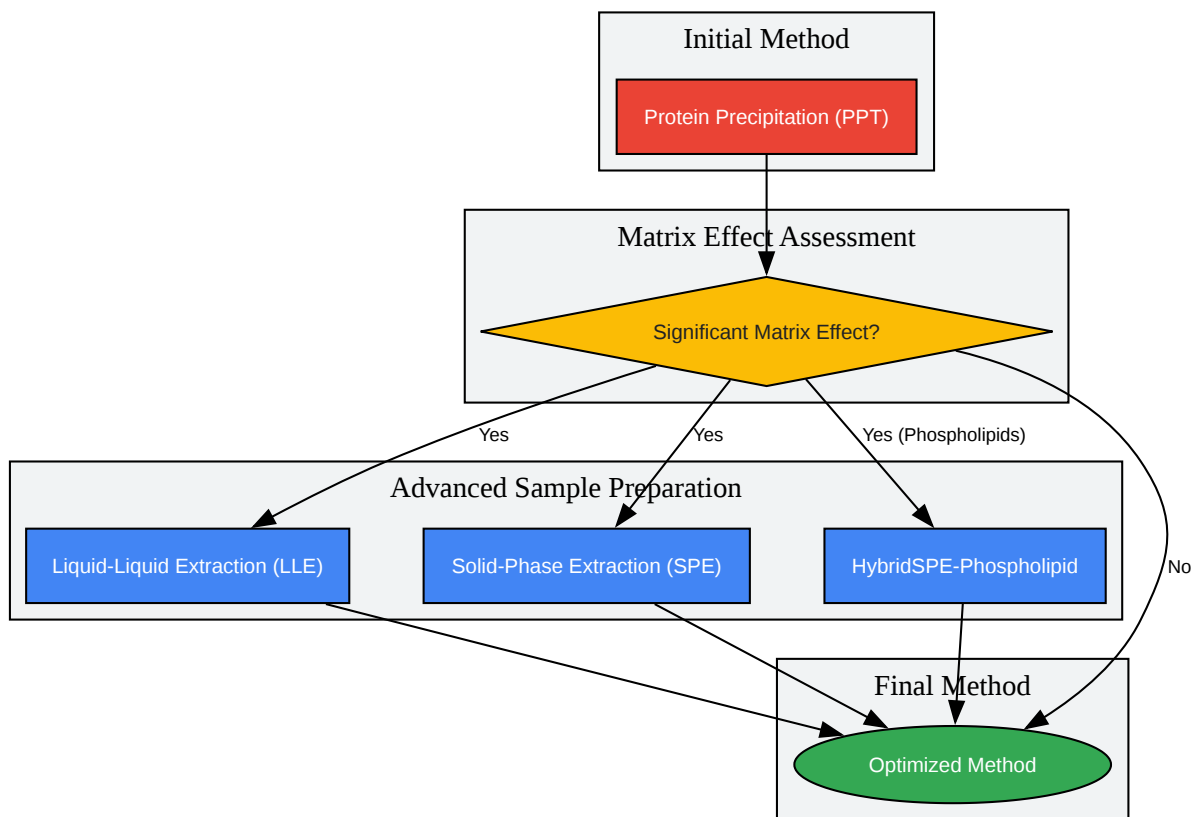 Initial Method
Protein Precipitation (PPT)
Matrix Effect Assessment
Significant Matrix Effect?
Yes
Yes
Yes (Phospholipids)
Advanced Sample Preparation
Liquid-Liquid Extraction (LLE)
Solid-Phase Extraction (SPE)
HybridSPE-Phospholipid
No
Final Method
Optimized Method